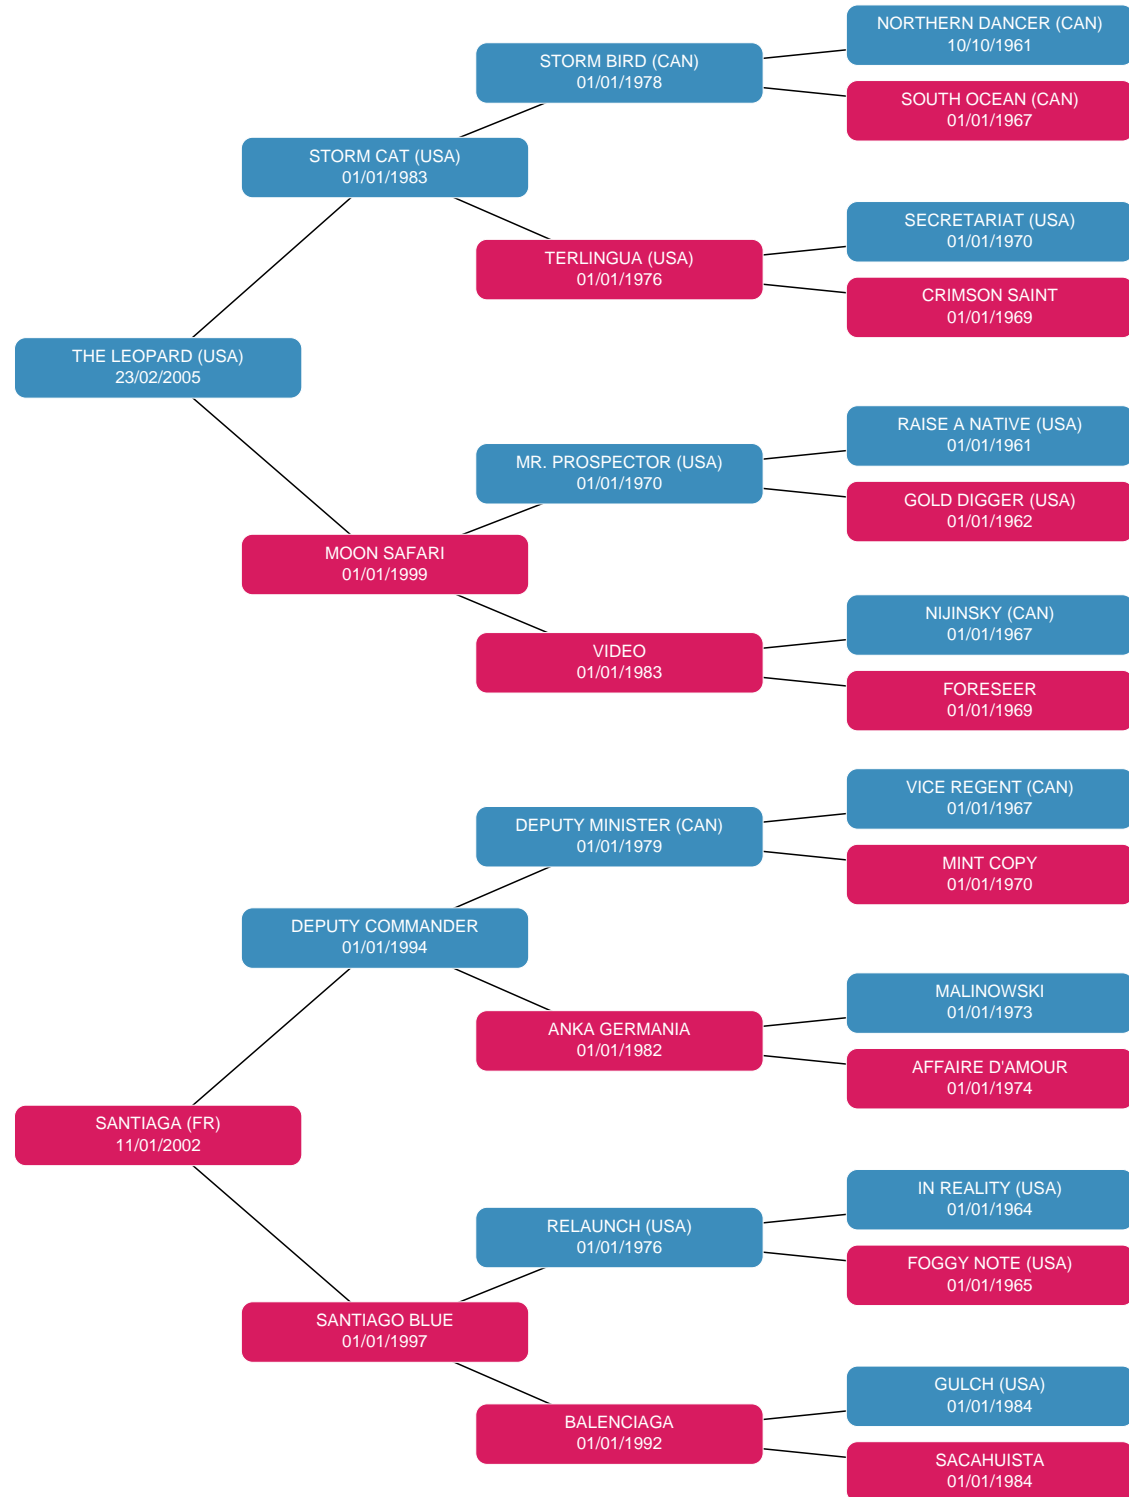 NORTHERN DANCER (CAN)
10/10/1961
STORM BIRD (CAN)
01/01/1978
SOUTH OCEAN (CAN)
01/01/1967
STORM CAT (USA)
01/01/1983
SECRETARIAT (USA)
01/01/1970
TERLINGUA (USA)
01/01/1976
CRIMSON SAINT
01/01/1969
THE LEOPARD (USA)
23/02/2005
RAISE A NATIVE (USA)
01/01/1961
MR. PROSPECTOR (USA)
01/01/1970
GOLD DIGGER (USA)
01/01/1962
MOON SAFARI
01/01/1999
NIJINSKY (CAN)
01/01/1967
VIDEO
01/01/1983
FORESEER
01/01/1969
VICE REGENT (CAN)
01/01/1967
DEPUTY MINISTER (CAN)
01/01/1979
MINT COPY
01/01/1970
DEPUTY COMMANDER
01/01/1994
MALINOWSKI
01/01/1973
ANKA GERMANIA
01/01/1982
AFFAIRE D'AMOUR
01/01/1974
SANTIAGA (FR)
11/01/2002
IN REALITY (USA)
01/01/1964
RELAUNCH (USA)
01/01/1976
FOGGY NOTE (USA)
01/01/1965
SANTIAGO BLUE
01/01/1997
GULCH (USA)
01/01/1984
BALENCIAGA
01/01/1992
SACAHUISTA
01/01/1984